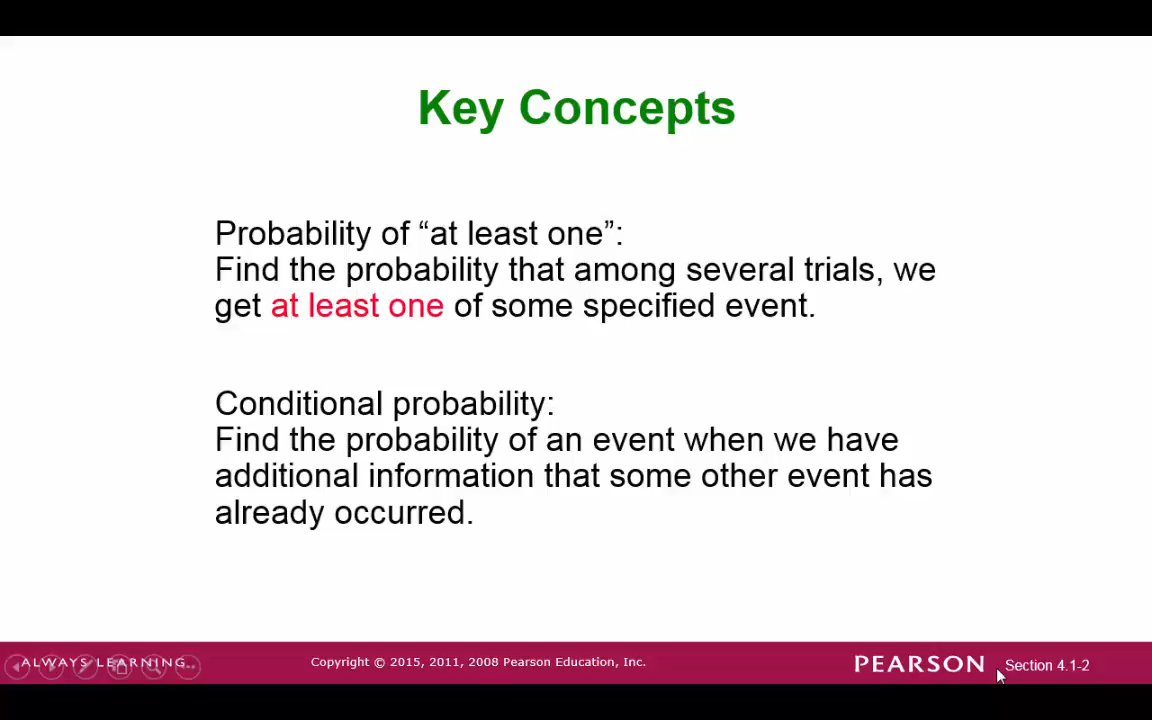 Key Concepts
Probability of “at least one”:
Find the probability that among several trials, we
get at least one of some specified event.
Conditional probability:
Find the probability of an event when we have
additional information that some other event has
already occurred.
ALWAYS LEARNING
Copyright © 2015, 2011, 2008 Pearson Education, Inc.
PEARSON
Section 4.1-2